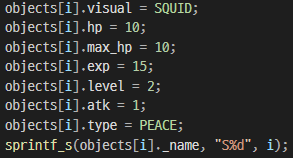 objects[i].visual = SQUID;
objects[i].hp = 10;
objects[i].max_hp = 10;
objects[i].exp = 15;
objects[i].level = 2;
objects[i].atk = 1;
objects[i].type = PEACE;
sprintf_s(objects[i]._name, "S%d", i);